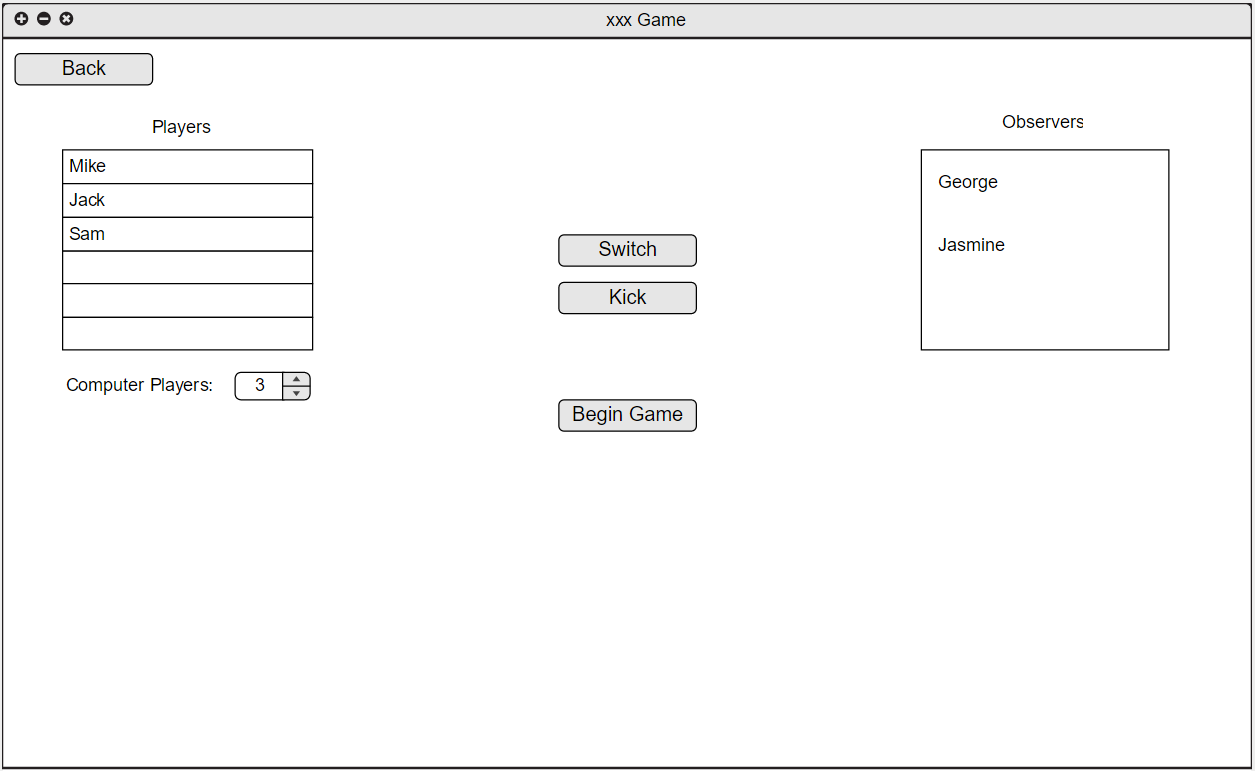 xxx Game
Back
Players
Mike
Jack
Sam
Computer Players: 3
Switch
Kick
Begin Game
Observers
George
Jasmine